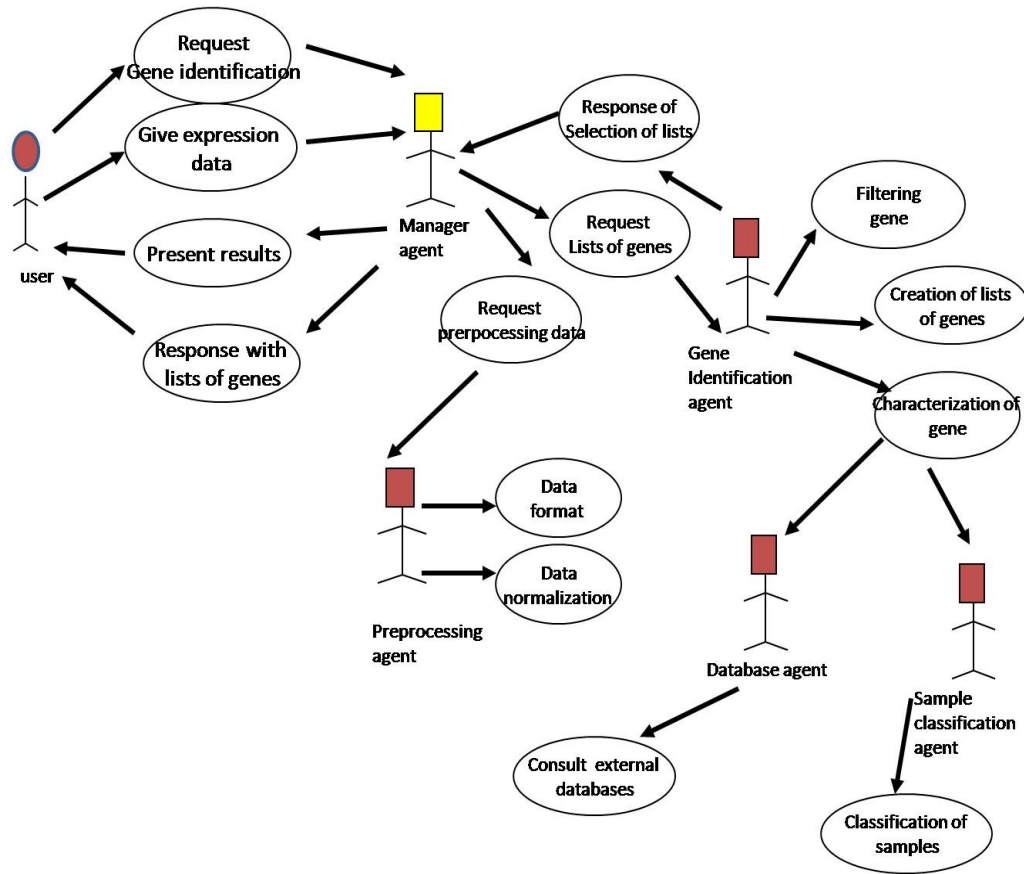 Request
Gene identification
Give expression
data
Present results
Response with
lists of genes
user
Manager
agent
Response of
Selection of lists
Request
Lists of genes
Request
prerpocessing data
Filtering
gene
Creation of lists
of genes
Gene
Identification
agent
Characterization of
gene
Data
format
Data
normalization
Preprocessing
agent
Database agent
Sample
classification
agent
Consult external
databases
Classification of
samples